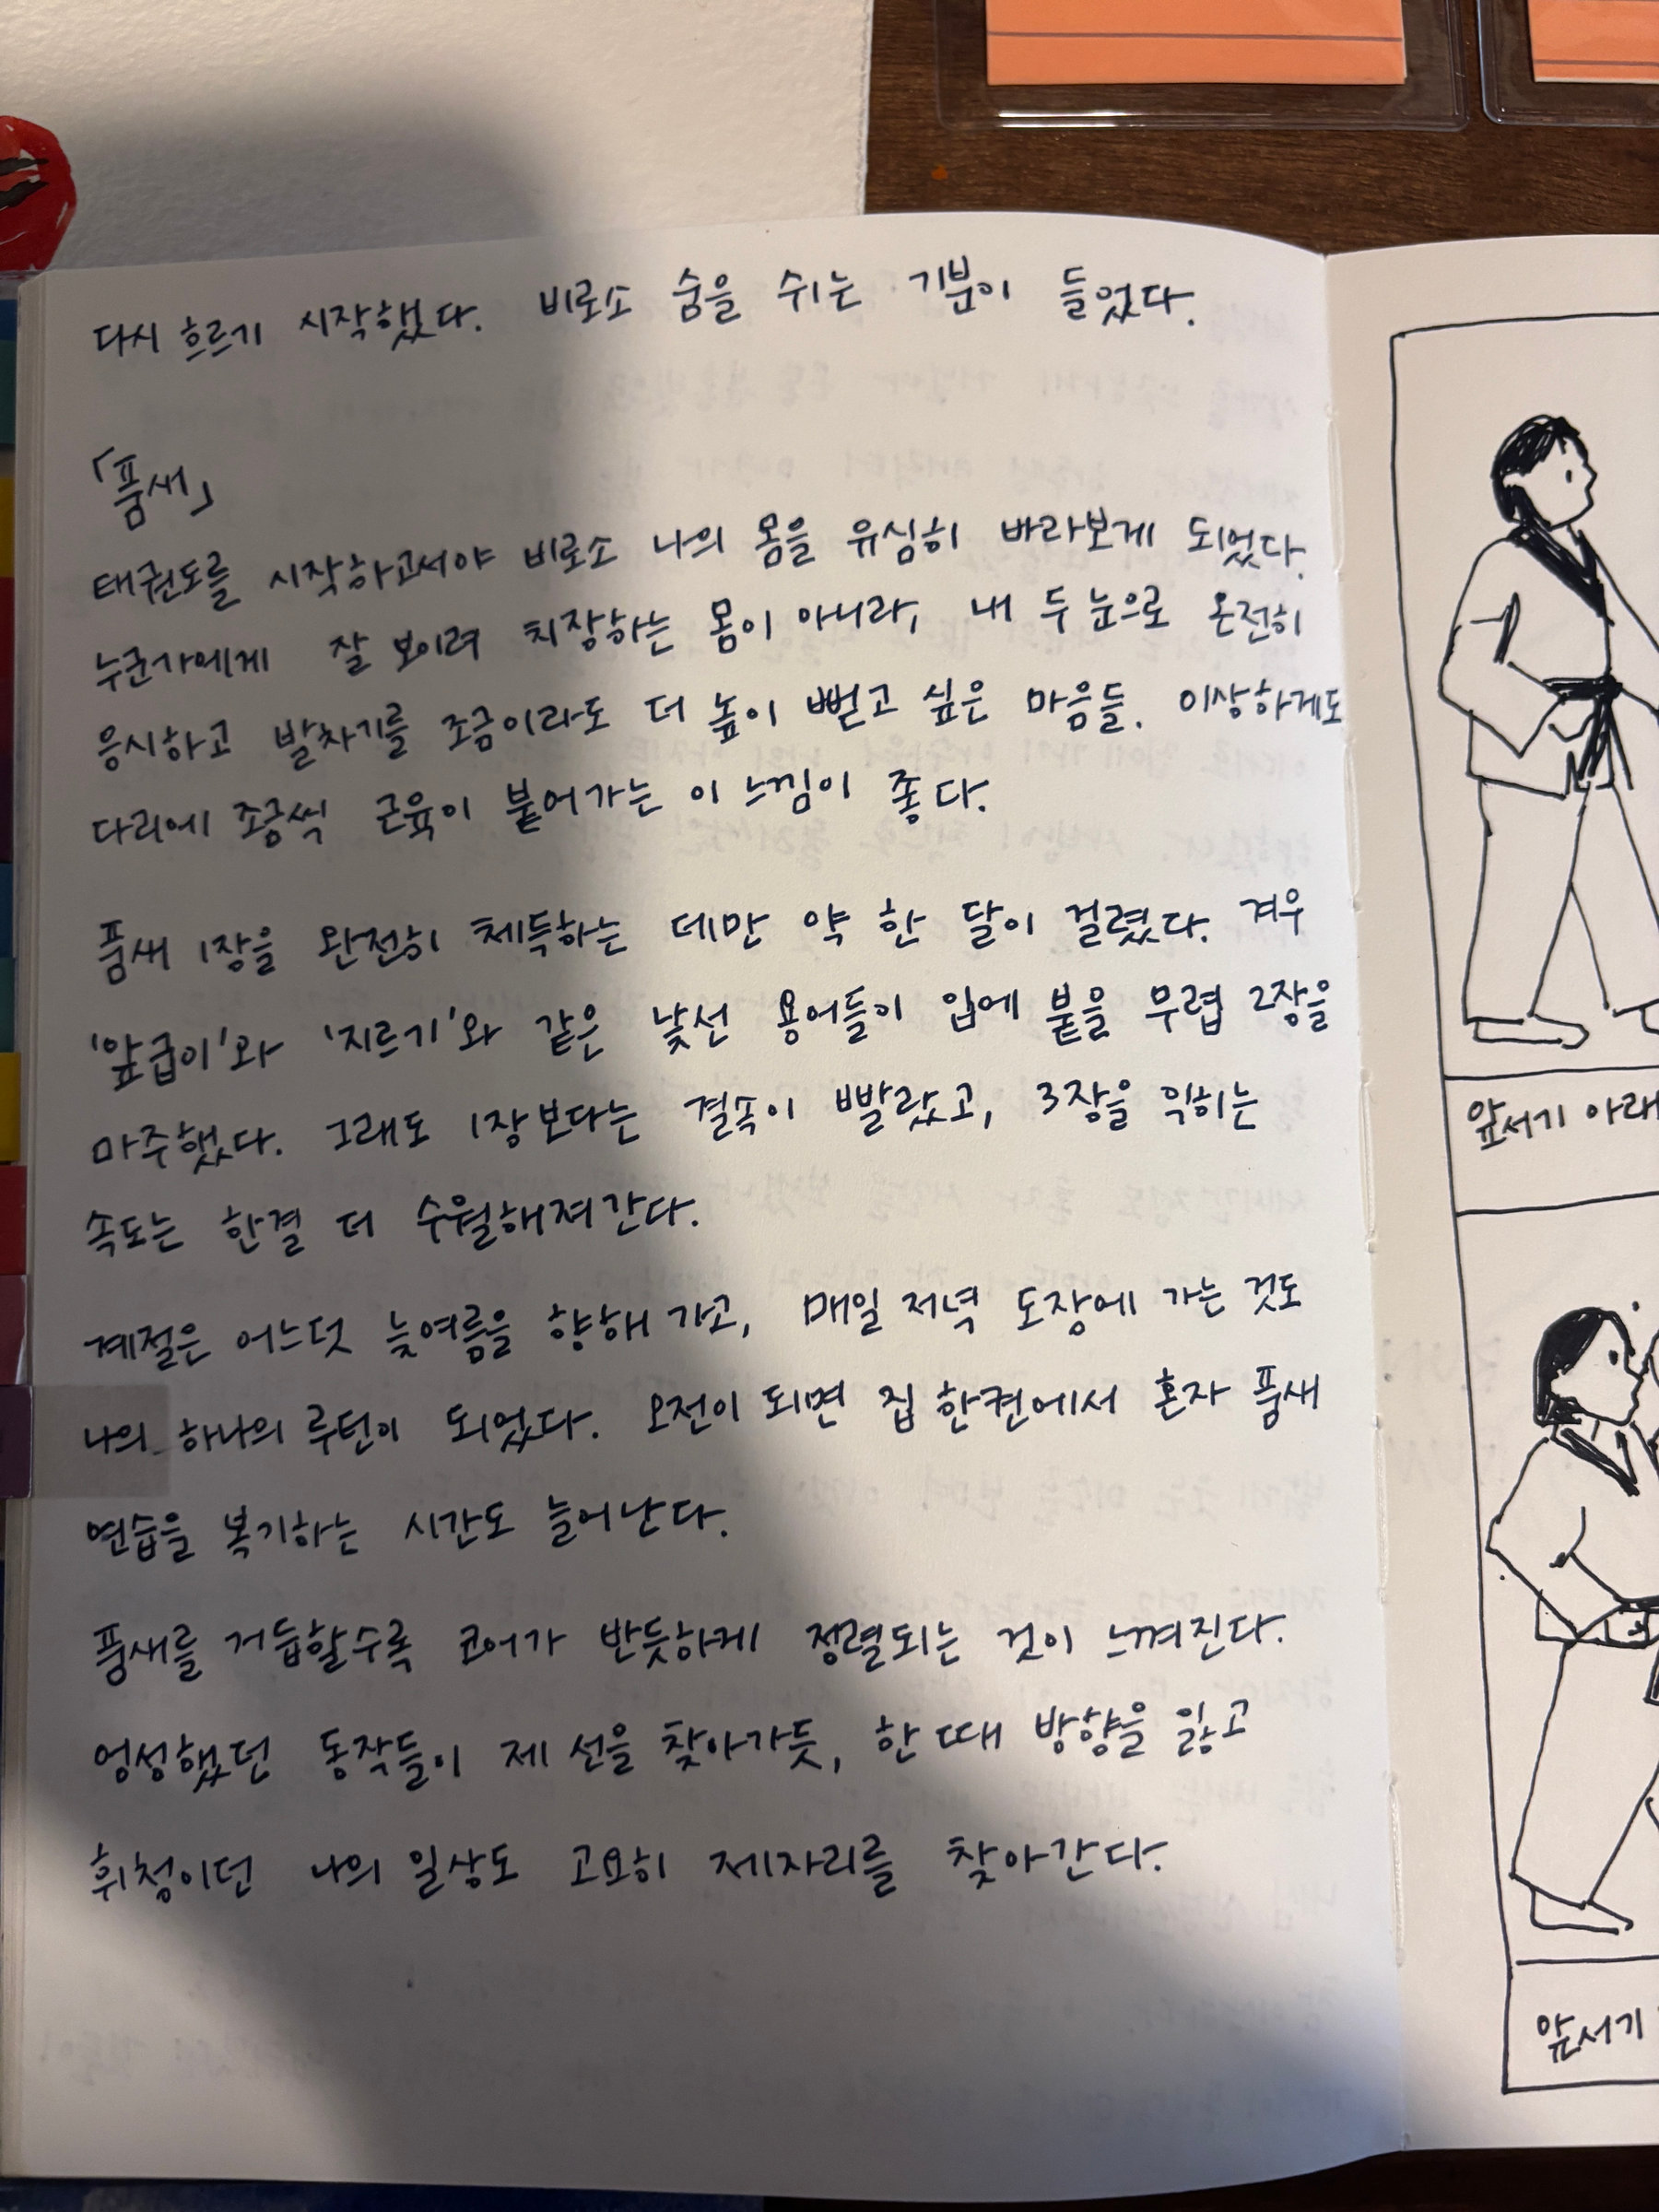 다시 흐르기 시작했다. 비로소 숨을 쉬는 기분이 들었다.
「품새」
태권도를 시작하고서야 비로소 나의 몸을 유심히 바라보게 되었다.
누군가에게 잘 보이려 치장하는 몸이 아니라, 내 두 눈으로 온전히
응시하고 발차기를 조금이라도 더 높이 뻗고 싶은 마음들. 이상하게도
다리에 조금씩 근육이 붙어가는 이 느낌이 좋다.
품새 1장을 완전히 체득하는 데만 약 한 달이 걸렸다. 겨우
'앞굽이'와 '지르기'와 같은 낯선 용어들이 입에 붙을 무렵 2장을
마주했다. 그래도 1장보다는 결속이 빨랐고, 3장을 익히는
속도는 한결 더 수월해져간다.
계절은 어느덧 늦여름을 향해 가고, 매일 저녁 도장에 가는 것도
나의 하나의 루틴이 되었다. 오전이 되면 집 한켠에서 혼자 품새
연습을 복기하는 시간도 늘어난다.
품새를 거듭할수록 코어가 반듯하게 정렬되는 것이 느껴진다.
엉성했던 동작들이 제 선을 찾아가듯, 한때 방향을 잃고
휘청이던 나의 일상도 고요히 제자리를 찾아간다.
앞서기 아래
앞서기